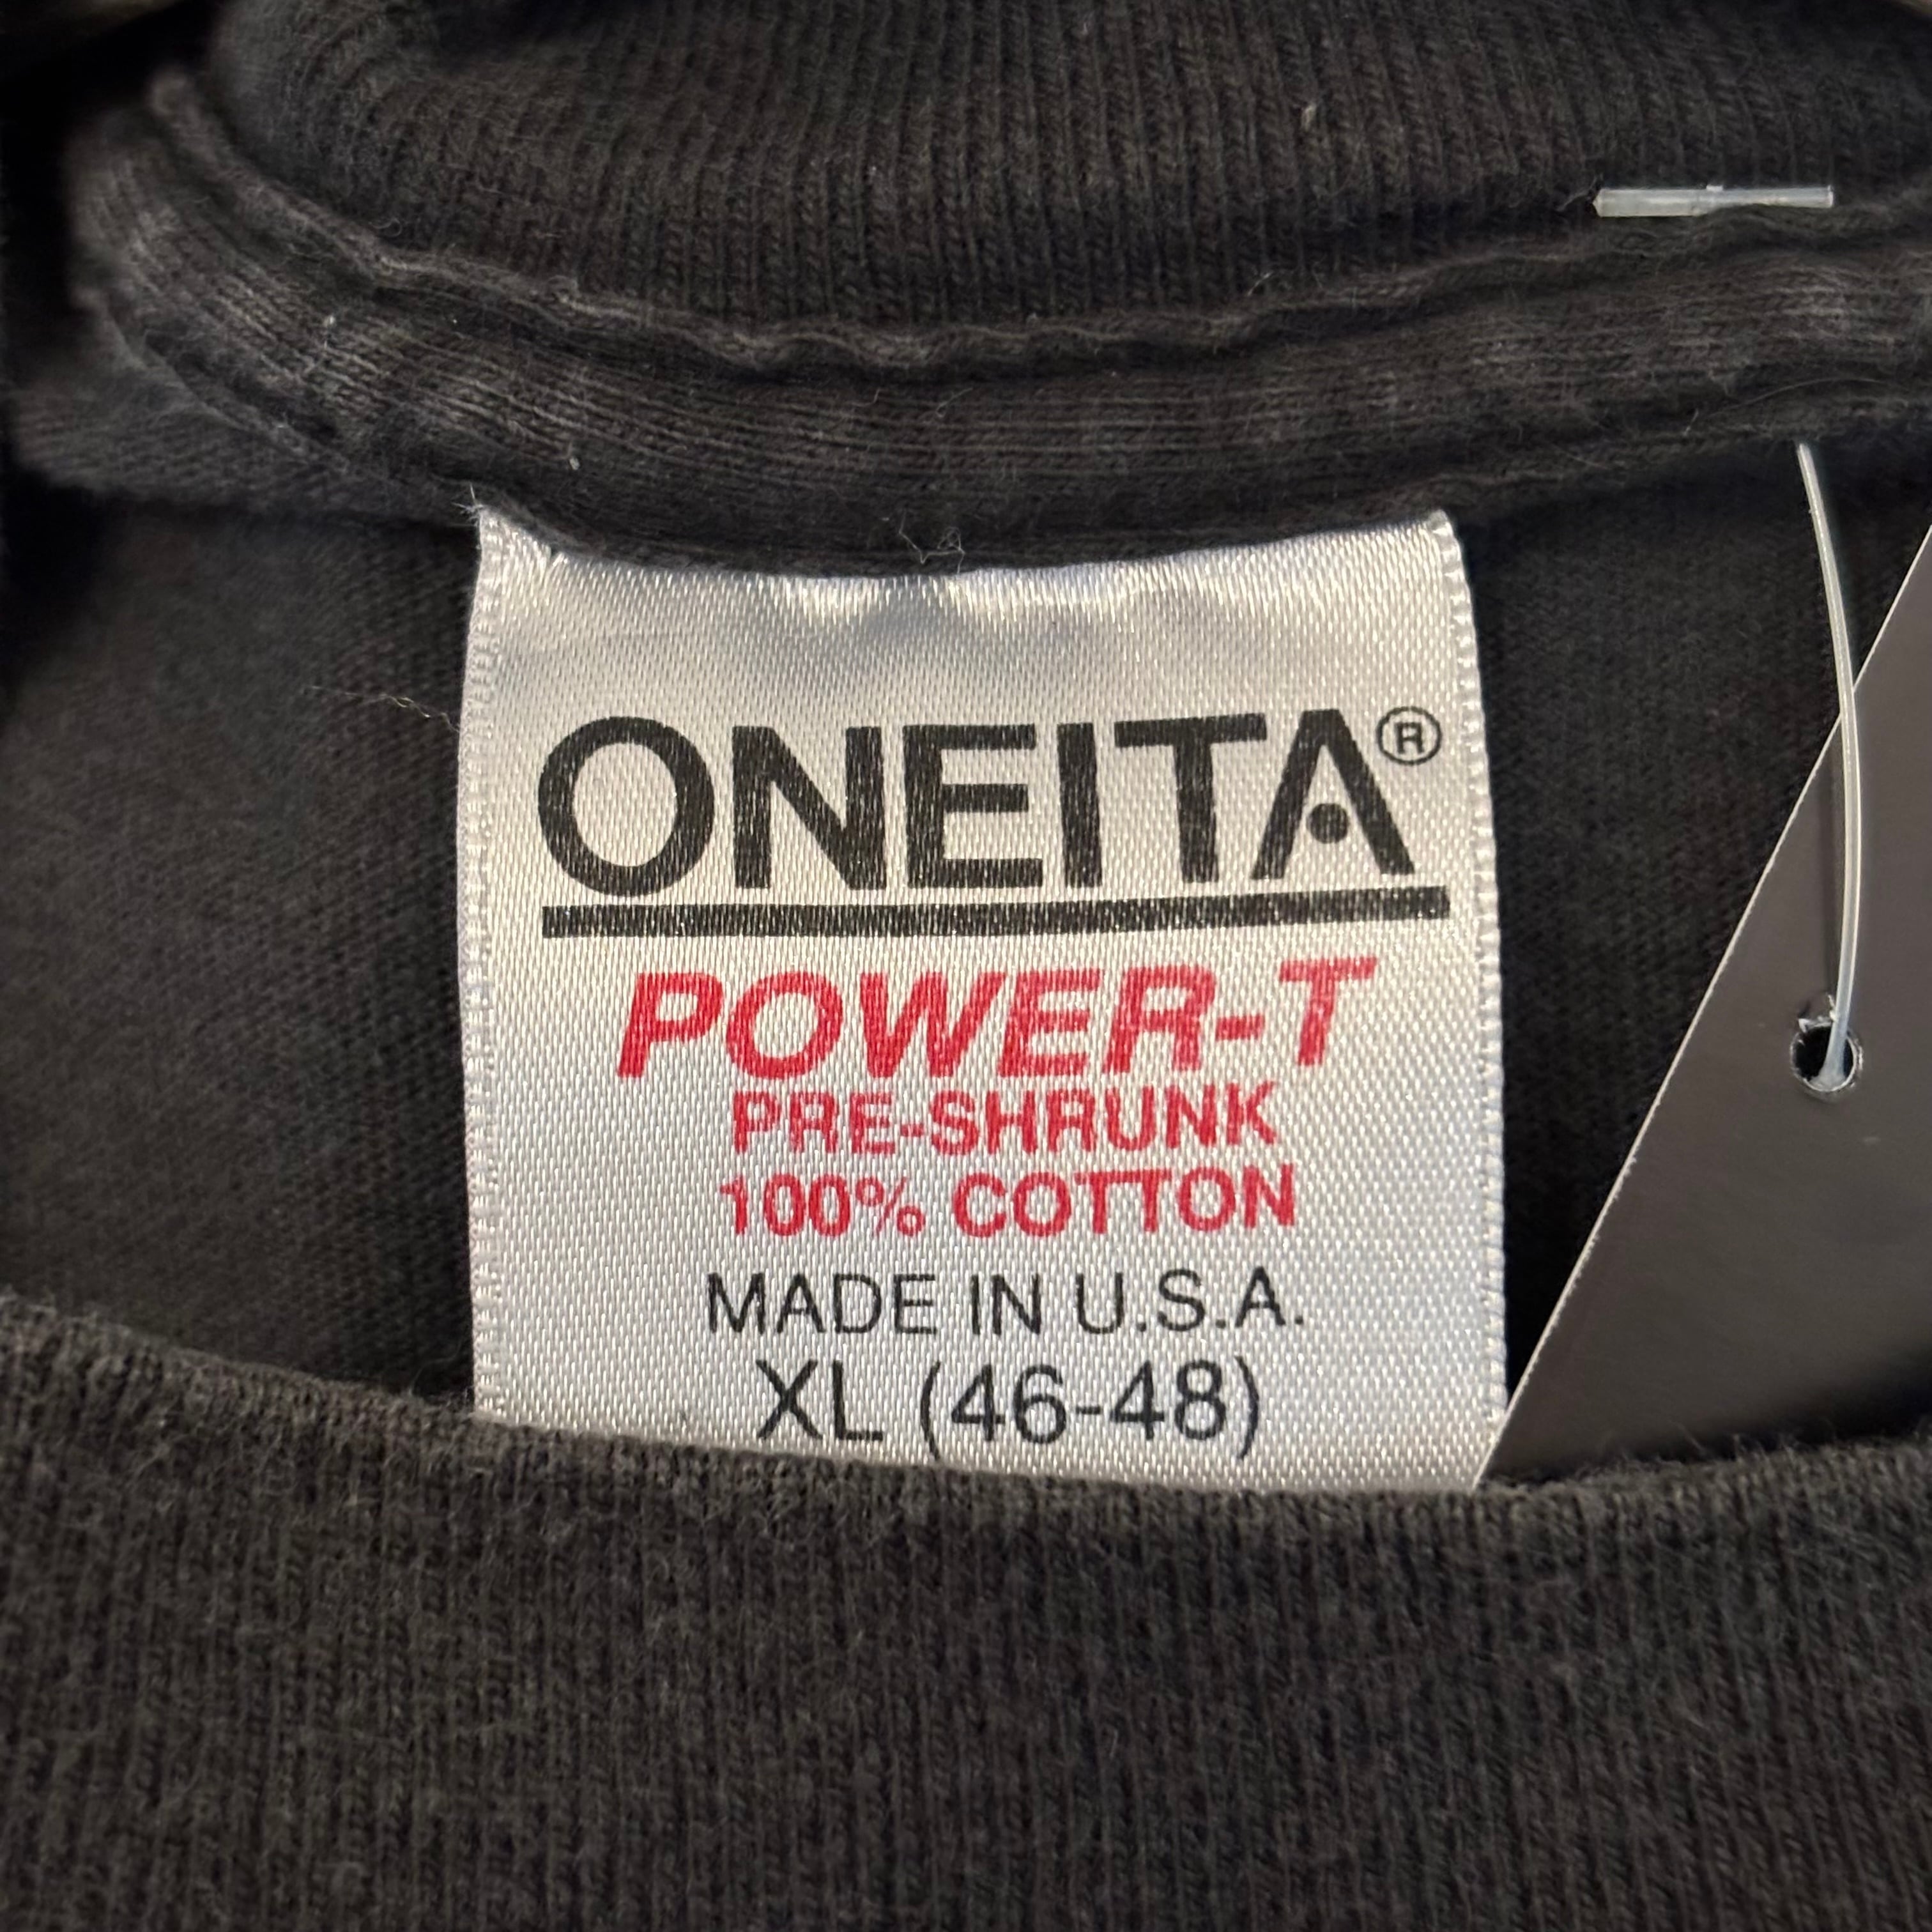 ONEITA®
POWER-T
PRE-SHRUNK
100% COTTON
MADE IN U.S.A.
XL (46-48)